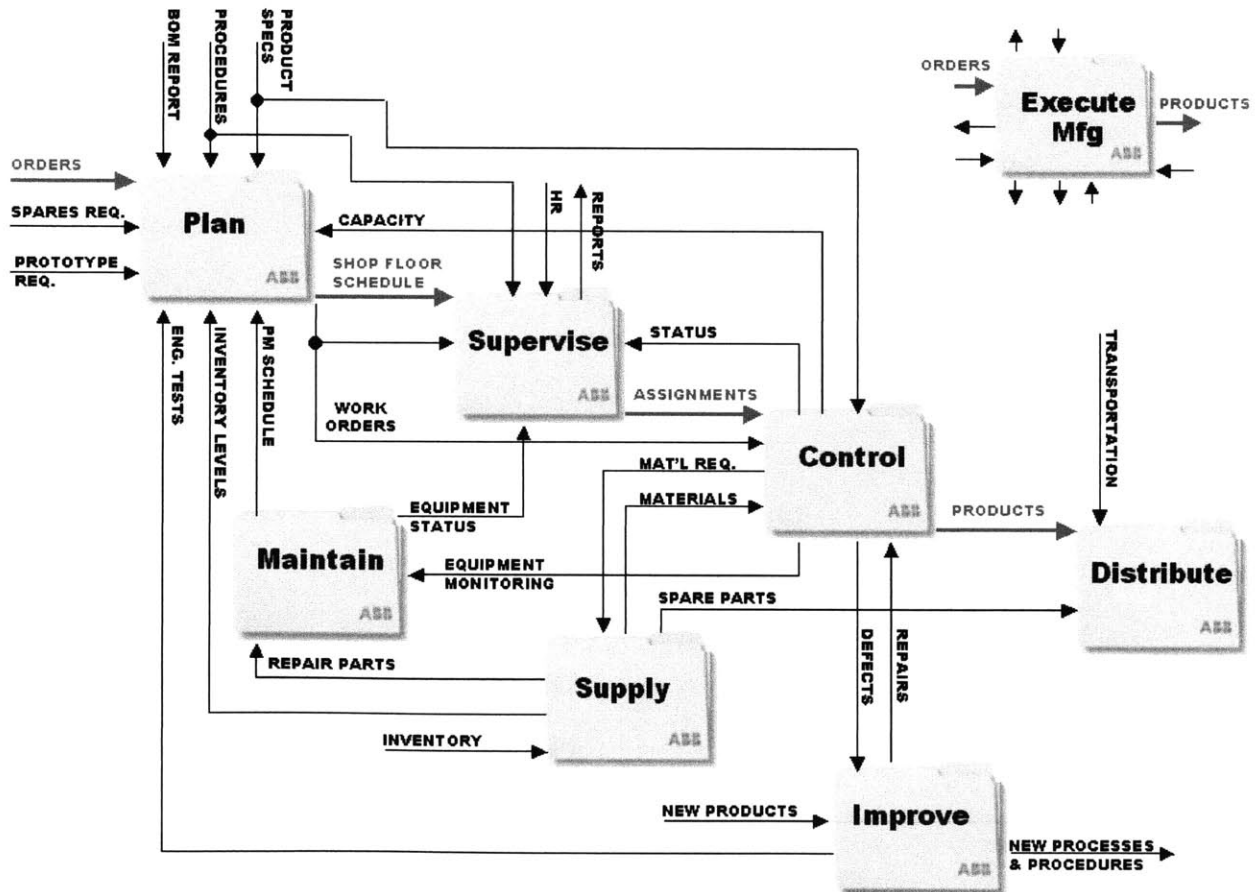 BOM REPORT
PROCEDURES
PRODUCT
SPECS
ORDERS
Execute
Mfg
ABB
PRODUCTS
ORDERS
SPARES REQ.
PROTOTYPE
REQ.
Plan
ABB
CAPACITY
SHOP FLOOR
SCHEDULE
HR
REPORTS
Supervise
ABB
STATUS
ASSIGNMENTS
WORK
ORDERS
ENG. TESTS
INVENTORY LEVELS
PM SCHEDULE
TRANSPORTATION
Control
ABB
MAT'L REQ.
MATERIALS
EQUIPMENT
STATUS
PRODUCTS
Maintain
ABB
EQUIPMENT
MONITORING
Distribute
ABB
SPARE PARTS
REPAIR PARTS
DEFECTS
REPAIRS
Supply
ABB
INVENTORY
NEW PRODUCTS
Improve
ABB
NEW PROCESSES
& PROCEDURES